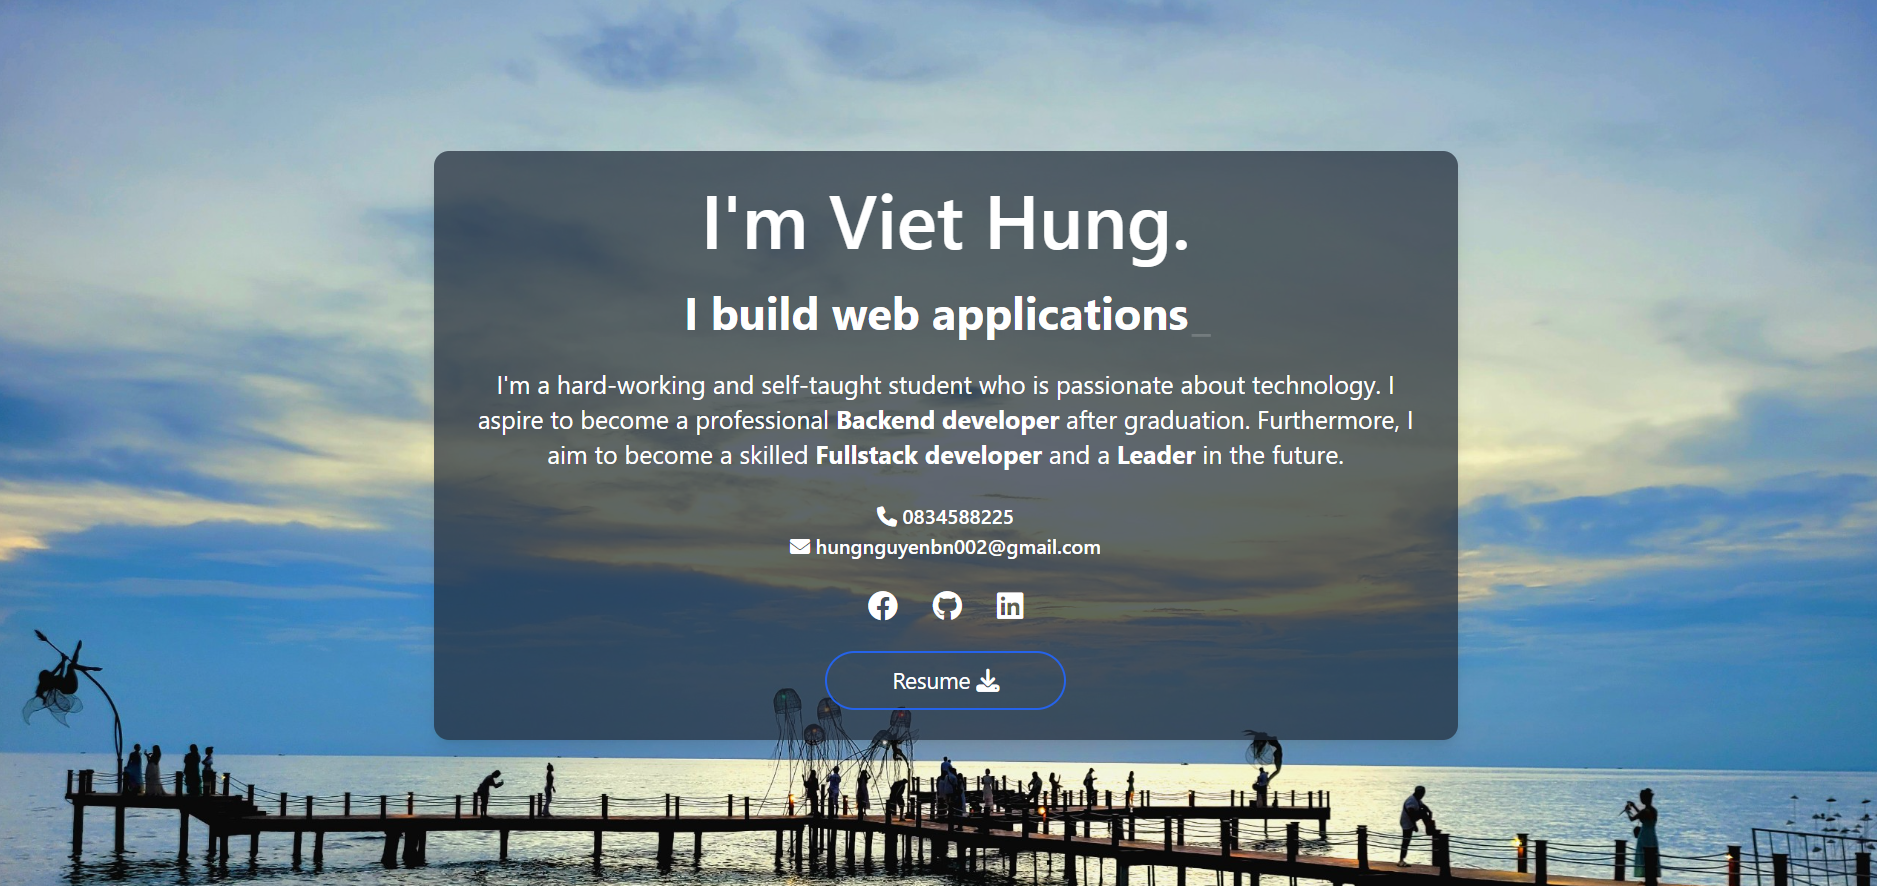 I'm Viet Hung.
I build web applications_
I'm a hard-working and self-taught student who is passionate about technology. I
aspire to become a professional Backend developer after graduation. Furthermore, I
aim to become a skilled Fullstack developer and a Leader in the future.
0834588225
hungnguyenbn002@gmail.com
Resume